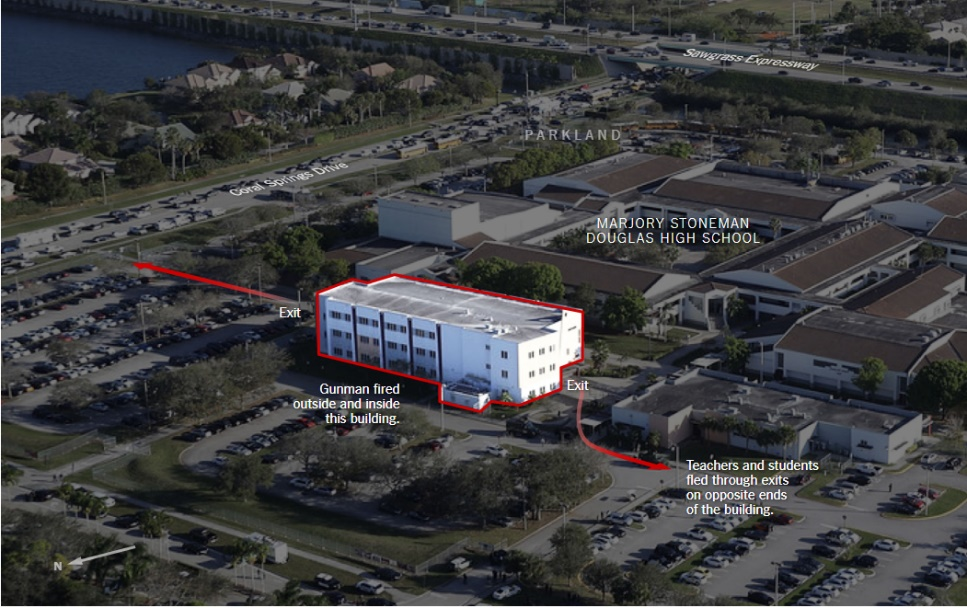 Sawgrass Expressway
PARKLAND
Coral Springs Drive
MARJORY STONEMAN
DOUGLAS HIGH SCHOOL
Exit
Gunman fired
outside and inside
this building.
Exit
Teachers and students
fled through exits
on opposite ends
of the building.
N